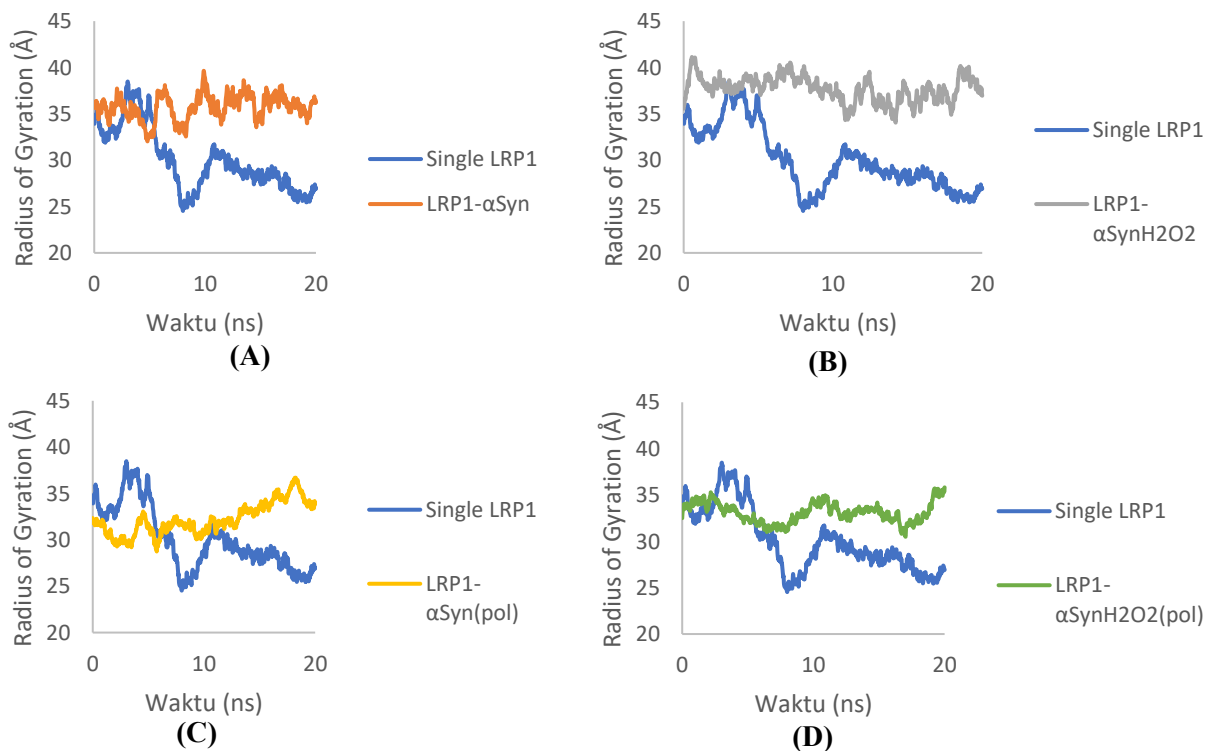 45
40
35
30
25
20
Radius of Gyration (Å)
0
10
20
Waktu (ns)
Single LRP1
LRP1-αSyn
(A)
45
40
35
30
25
20
Radius of Gyration (Å)
0
10
20
Waktu (ns)
Single LRP1
LRP1-
αSynH2O2
(B)
45
40
35
30
25
20
Radius of Gyration (Å)
0
10
20
Waktu (ns)
Single LRP1
LRP1-
αSyn(pol)
(C)
45
40
35
30
25
20
Radius of Gyration (Å)
0
10
20
Waktu (ns)
Single LRP1
LRP1-
αSynH2O2(pol)
(D)